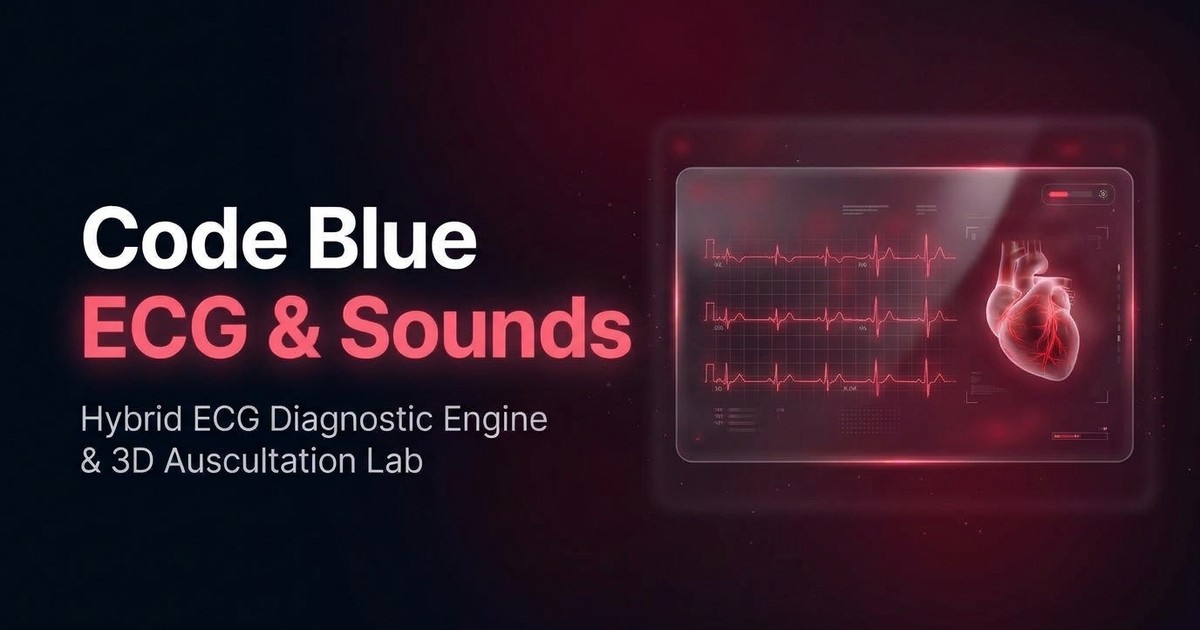 Code Blue
ECG & Sounds
Hybrid ECG Diagnostic Engine
& 3D Auscultation Lab